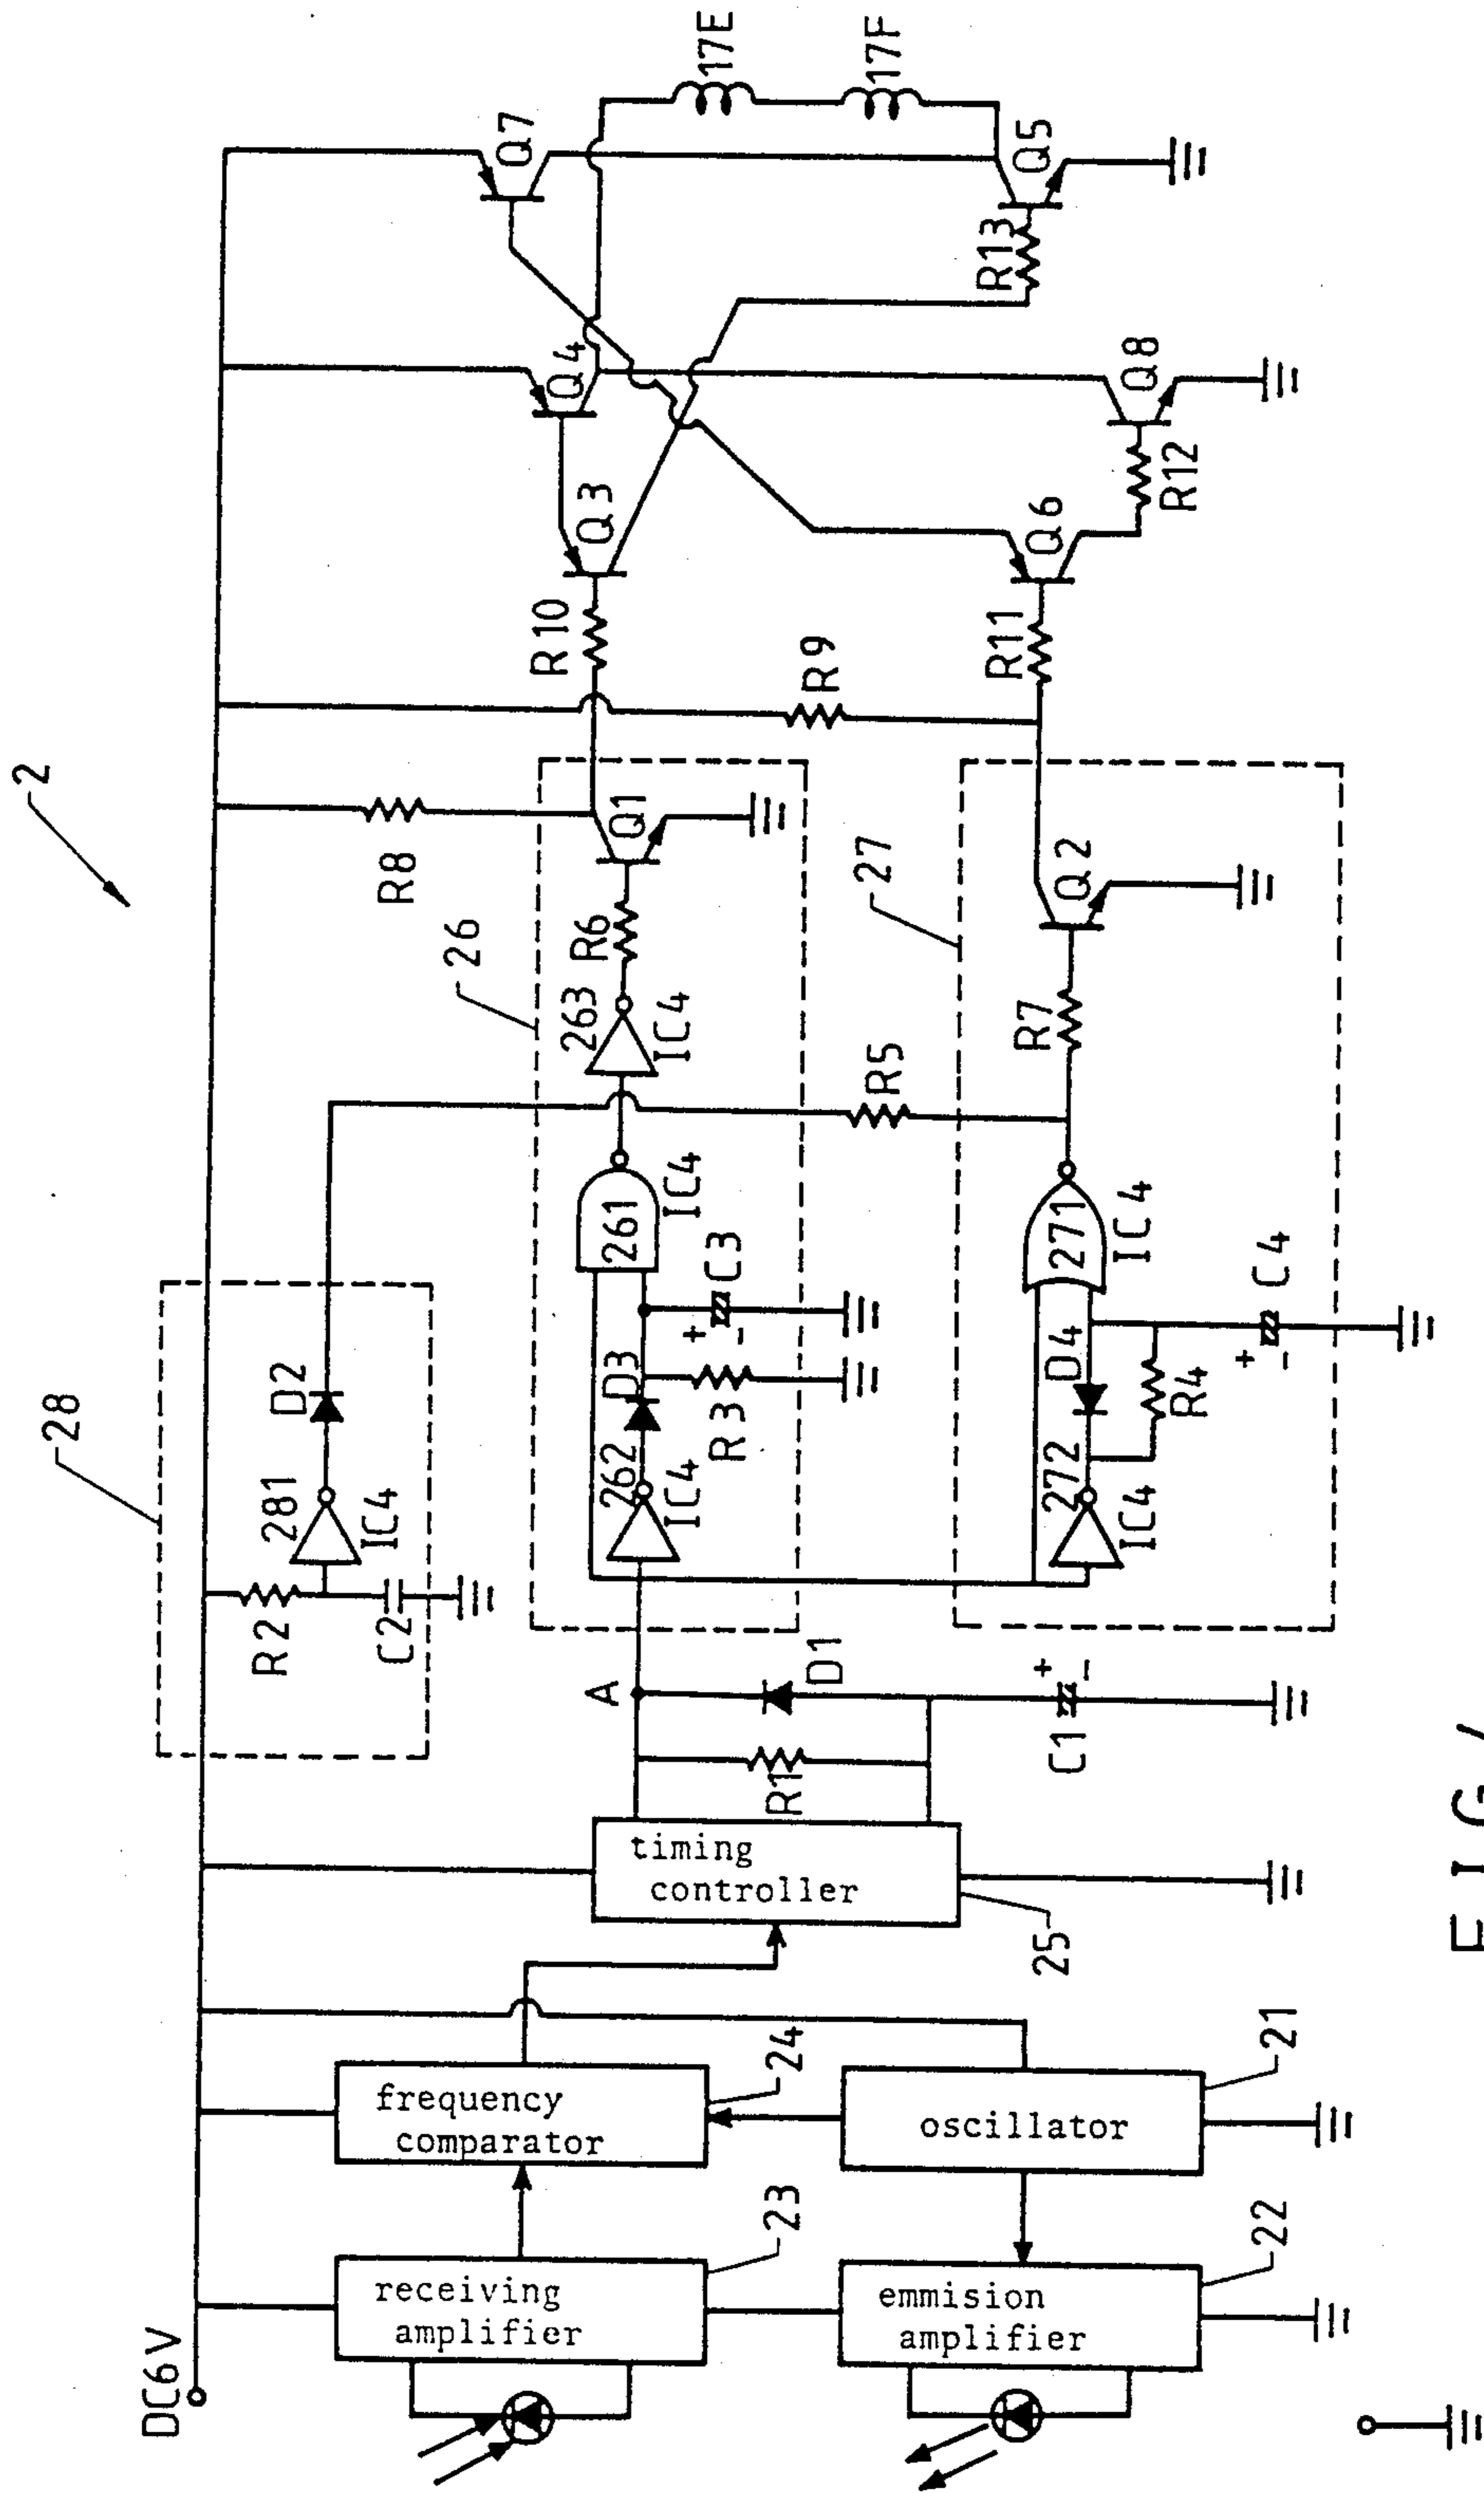 2
DC6V
28
R2
281
IC4
D2
C2
R8
26
A
262
IC4
D3
R3
C3
261
IC4
263
IC4
R6
Q1
R10
Q3
Q4
Q7
17E
17F
R1
D1
C1
timing
controller
25
R5
R9
27
272
IC4
D4
R4
C4
271
IC4
R7
Q2
R11
Q6
R12
Q8
R13
Q5
receiving
amplifier
23
frequency
comparator
24
emmision
amplifier
22
oscillator
21